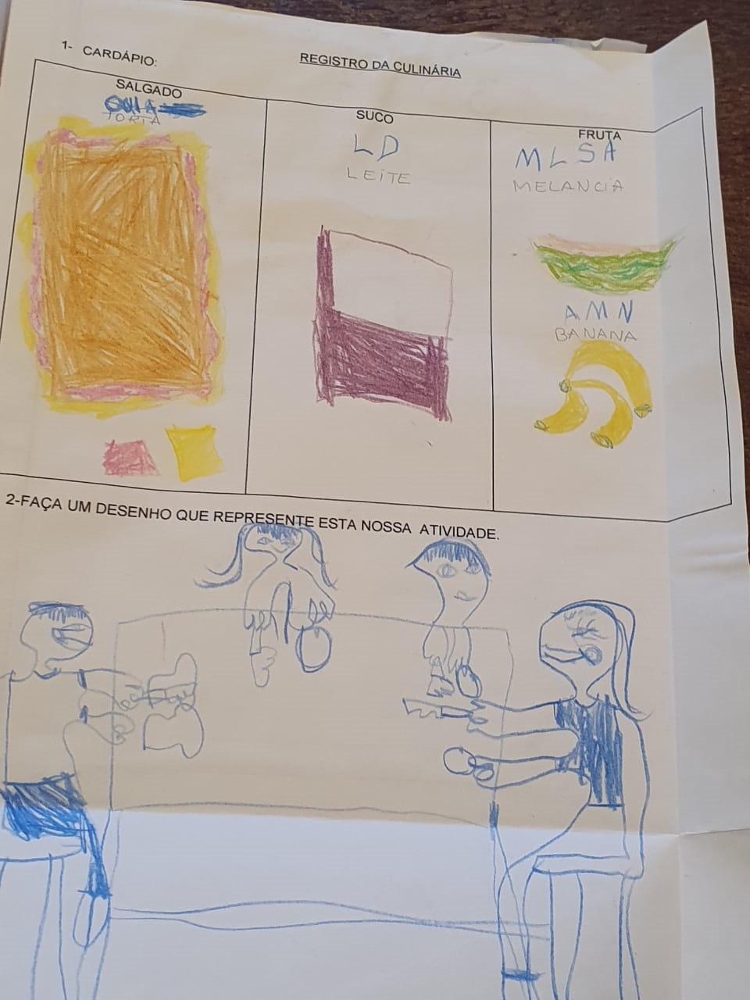 REGISTRO DA CULINÁRIA
1- CARDÁPIO:
SALGADO
OUIA
TORTA
SUCO
LD
LEITE
FRUTA
MLSA
MELANCIA
AMN
BANANA
2-FAÇA UM DESENHO QUE REPRESENTE ESTA NOSSA ATIVIDADE.